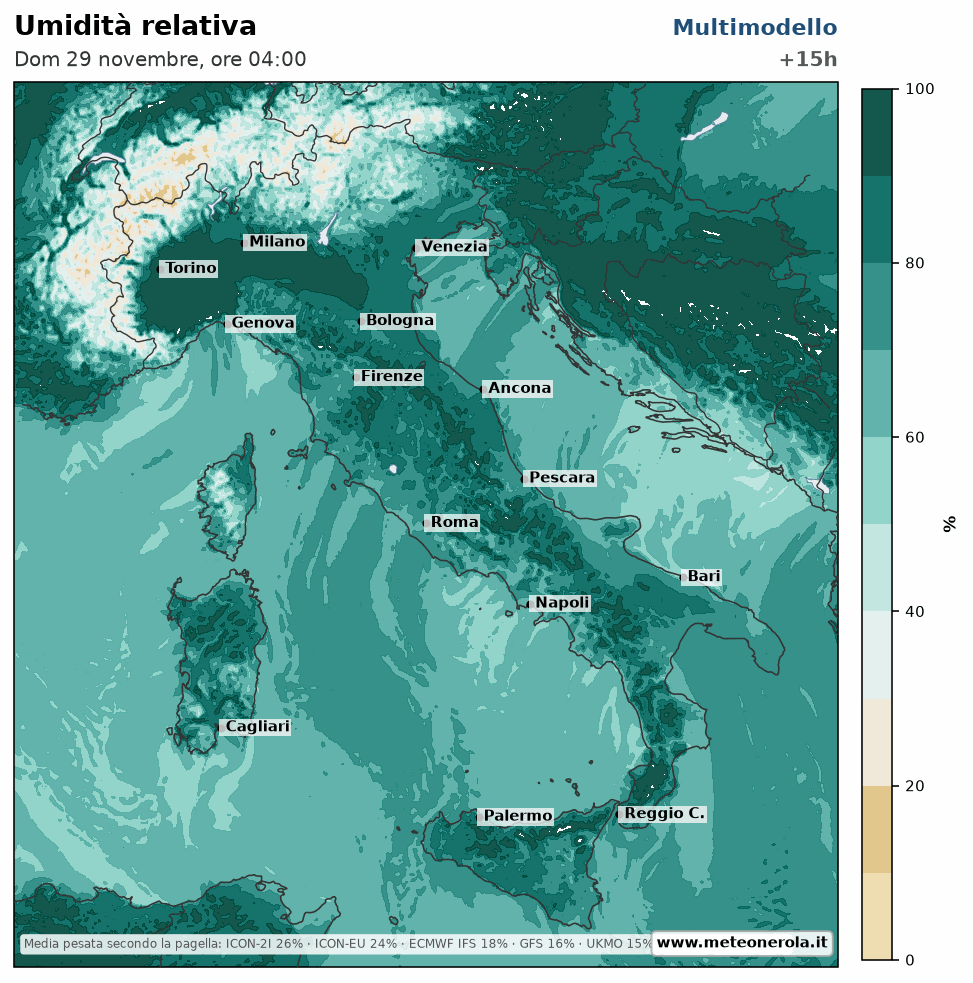 Umidità relativa
Multimodello
Dom 29 novembre, ore 04:00
+15h
100
80
60
40
20
0
%
Milano
Venezia
Torino
Genova
Bologna
Firenze
Ancona
Pescara
Roma
Bari
Napoli
Cagliari
Palermo
Reggio C.
Media pesata secondo la pagella: ICON-2I 26% · ICON-EU 24% · ECMWF IFS 18% · GFS 16% · UKMO 15%
www.meteonerola.it